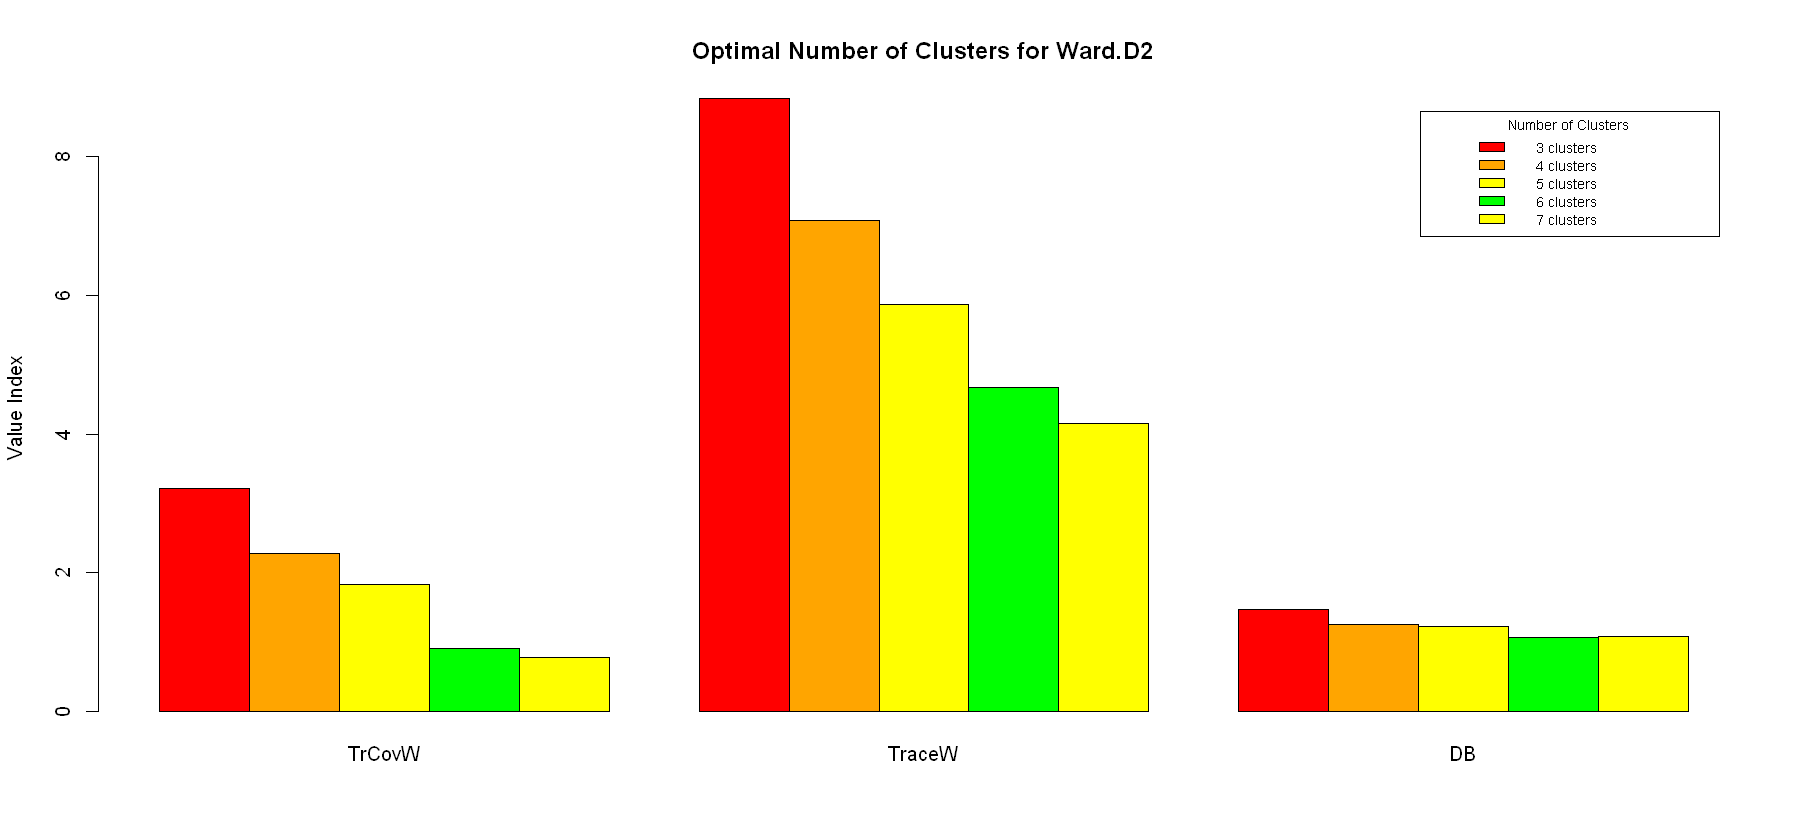 Optimal Number of Clusters for Ward.D2
Number of Clusters
3 clusters
4 clusters
5 clusters
6 clusters
7 clusters
Value Index
8
6
4
2
0
TrCovW
TraceW
DB